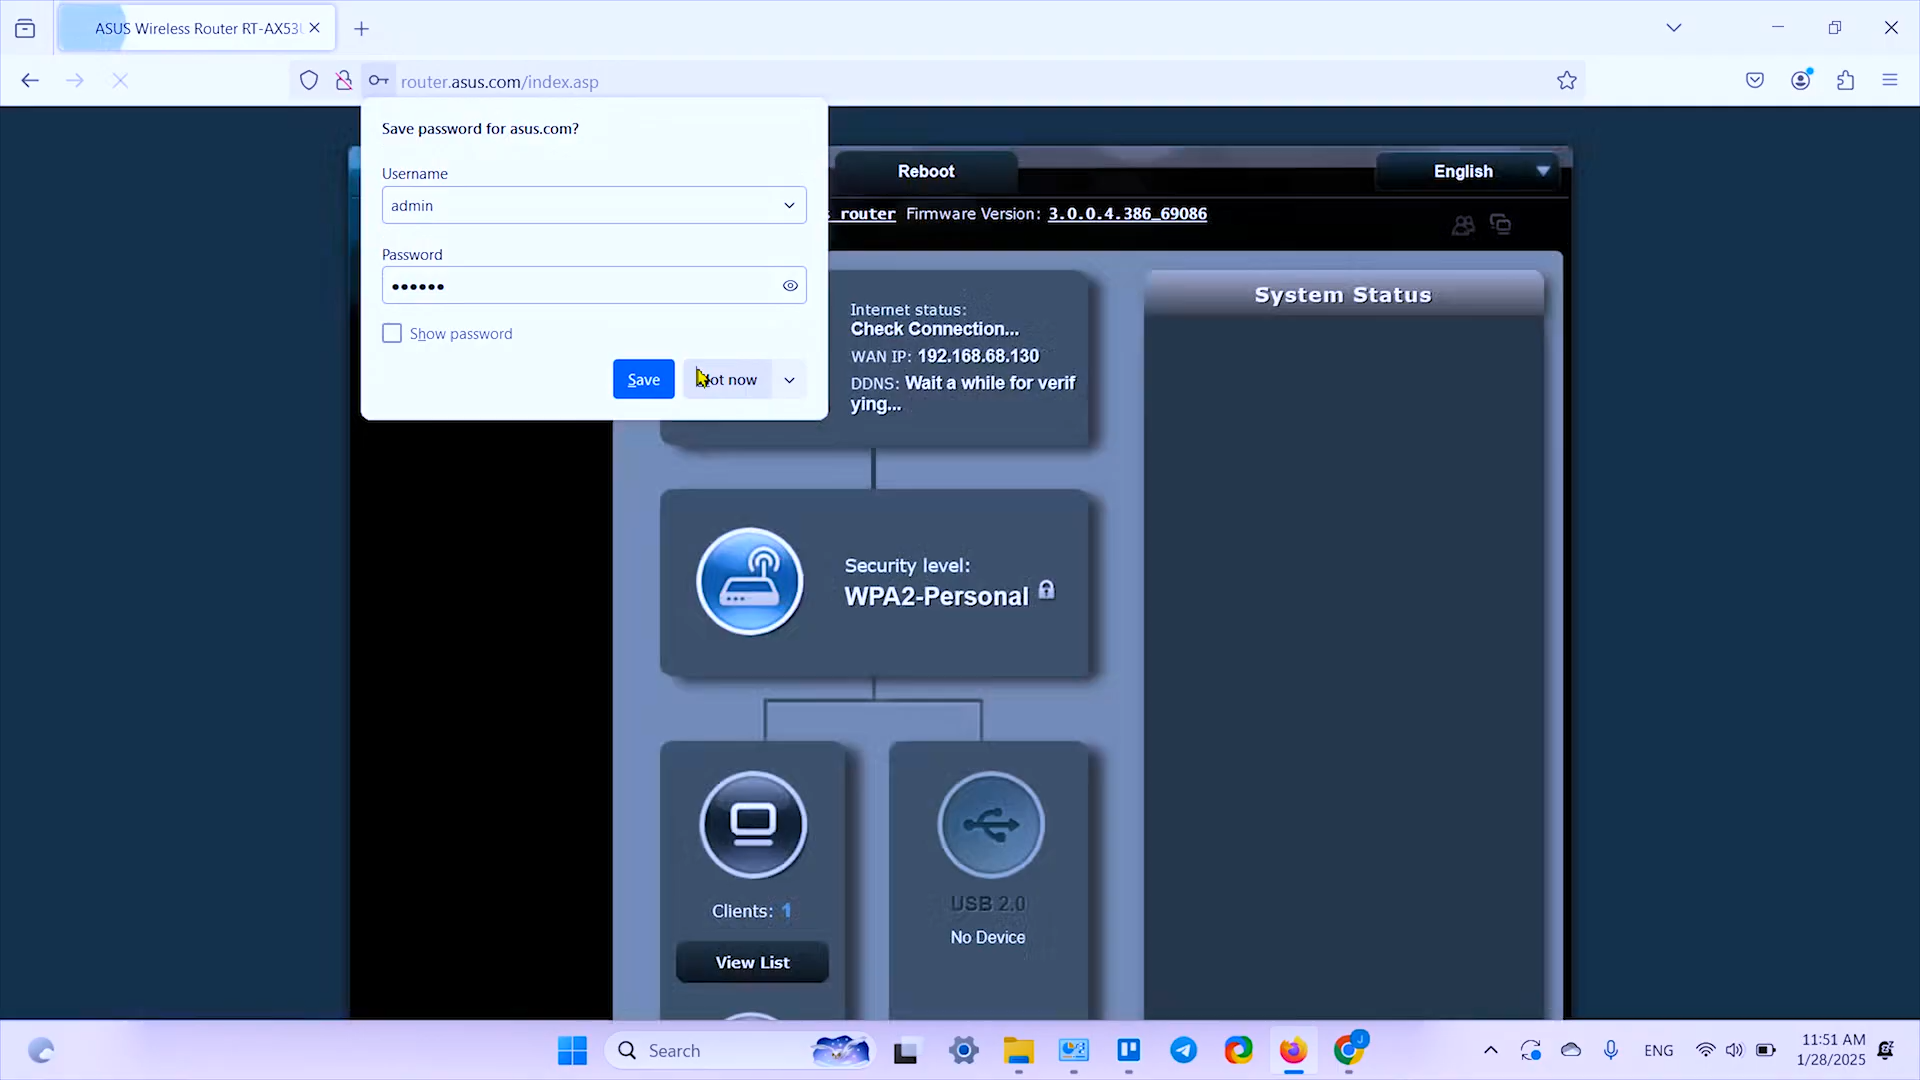 ASUS Wireless Router RT-AX53U
router.asus.com/index.asp
Save password for asus.com?
Username
admin
Password
Show password
Save
Not now
Reboot
English
router Firmware Version: 3.0.0.4.386_69086
Internet status:
Check Connection...
WAN IP: 192.168.68.130
DDNS: Wait a while for verif
ying...
System Status
Security level:
WPA2-Personal
Clients: 1
View List
USB 2.0
No Device
Search
ENG
11:51 AM
1/28/2025